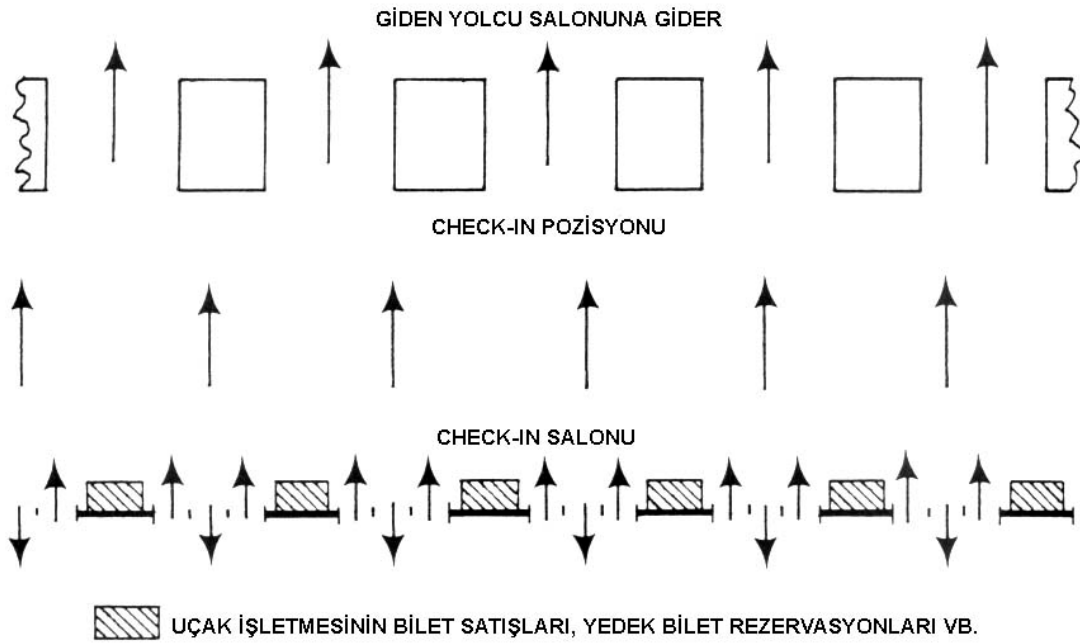 GİDEN YOLCU SALONUNA GİDER
CHECK-IN POZİSYONU
CHECK-IN SALONU
UÇAK İŞLETMESİNİN BİLET SATIŞLARI, YEDEK BİLET REZERVASYONLARI VB.